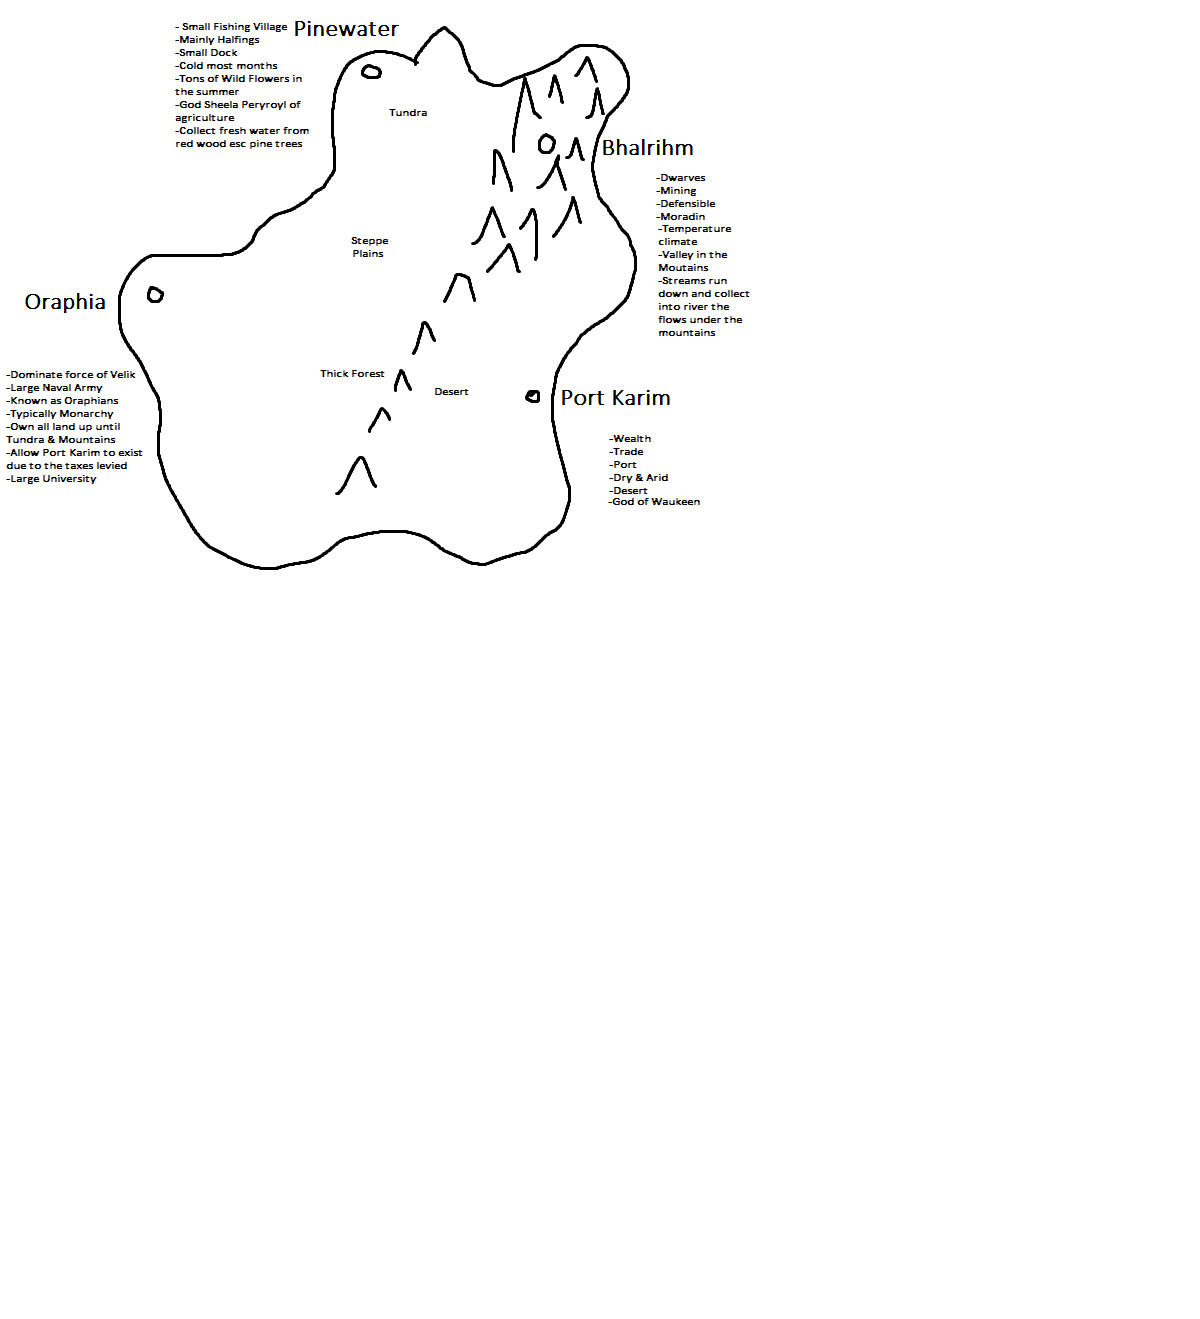 Pinewater
- Small Fishing Village
-Mainly Halfings
-Small Dock
-Cold most months
-Tons of Wild Flowers in
the summer
-God Sheela Peryroyl of
agriculture
-Collect fresh water from
red wood esc pine trees
Tundra
Bhalrihm
-Dwarves
-Mining
-Defensible
-Moradin
-Temperature
climate
-Valley in the
Moutains
-Streams run
down and collect
into river the
flows under the
mountains
Steppe
Plains
Oraphia
-Dominate force of Velik
-Large Naval Army
-Known as Oraphians
-Typically Monarchy
-Own all land up until
Tundra & Mountains
-Allow Port Karim to exist
due to the taxes levied
-Large University
Thick Forest
Desert
Port Karim
-Wealth
-Trade
-Port
-Dry & Arid
-Desert
-God of Waukeen